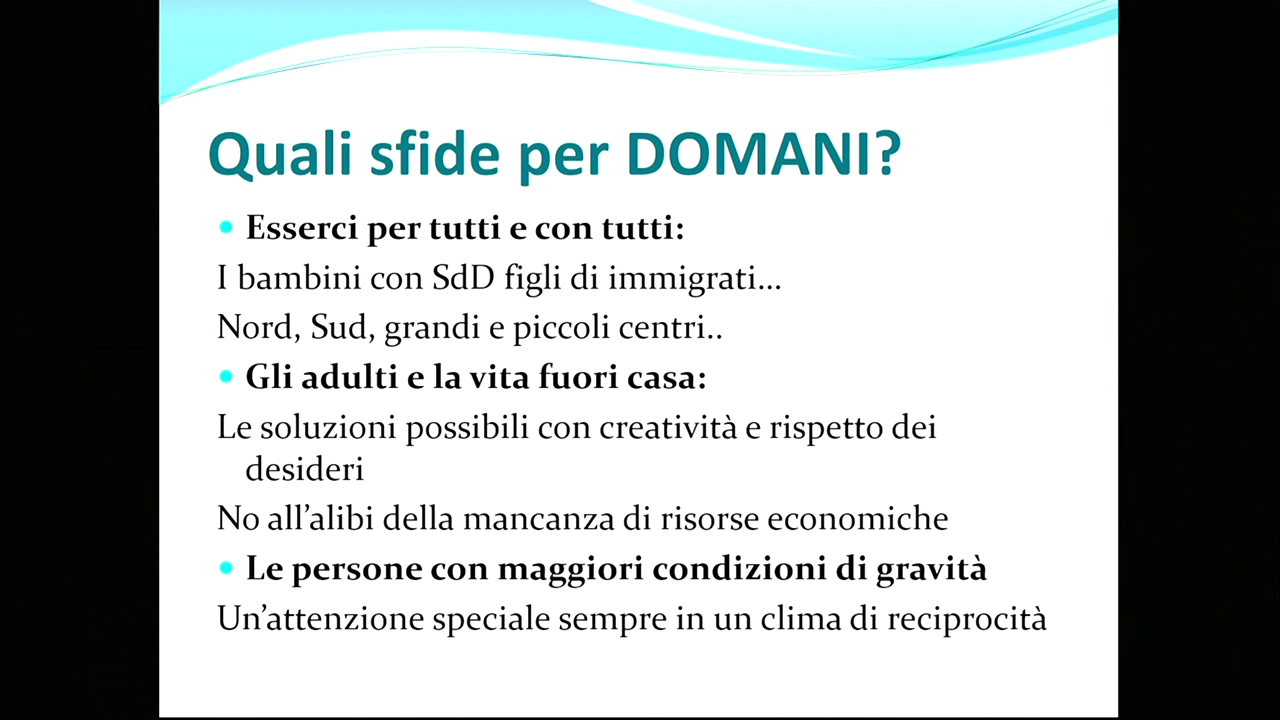 Quali sfide per DOMANI?
Esserci per tutti e con tutti:
I bambini con SdD figli di immigrati...
Nord, Sud, grandi e piccoli centri..
Gli adulti e la vita fuori casa:
Le soluzioni possibili con creatività e rispetto dei
desideri
No all’alibi della mancanza di risorse economiche
Le persone con maggiori condizioni di gravità
Un’attenzione speciale sempre in un clima di reciprocità